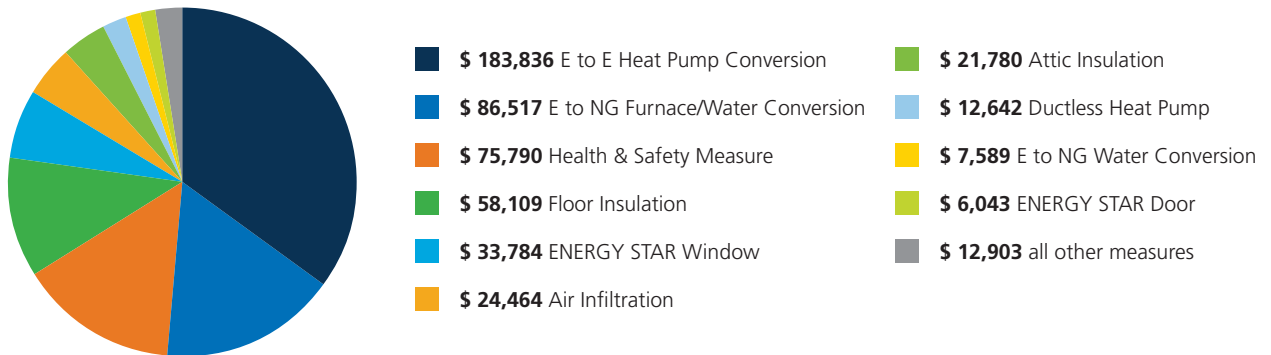 $ 183,836 E to E Heat Pump Conversion
$ 86,517 E to NG Furnace/Water Conversion
$ 75,790 Health & Safety Measure
$ 58,109 Floor Insulation
$ 33,784 ENERGY STAR Window
$ 24,464 Air Infiltration
$ 21,780 Attic Insulation
$ 12,642 Ductless Heat Pump
$ 7,589 E to NG Water Conversion
$ 6,043 ENERGY STAR Door
$ 12,903 all other measures